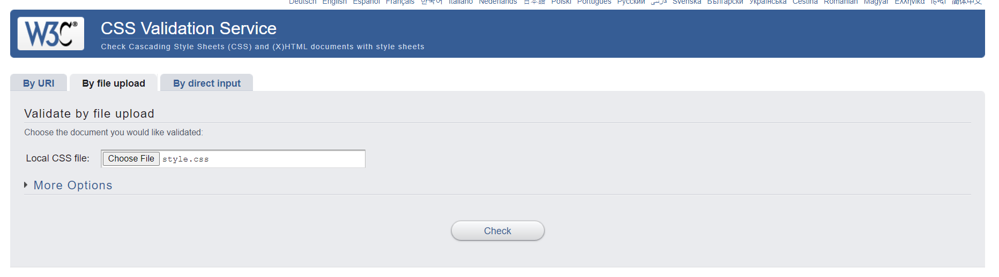 Deutsch English Español Français 한국어 Italiano Nederlands 日本語 Polski Português Русский فارسی Svenska Български Українська Čeština Romanian Magyar Ελληνικά हिन्दी 简体中文
W3C®
CSS Validation Service
Check Cascading Style Sheets (CSS) and (X)HTML documents with style sheets
By URI By file upload By direct input
Validate by file upload
Choose the document you would like validated:
Local CSS file: Choose File style.css
More Options
Check